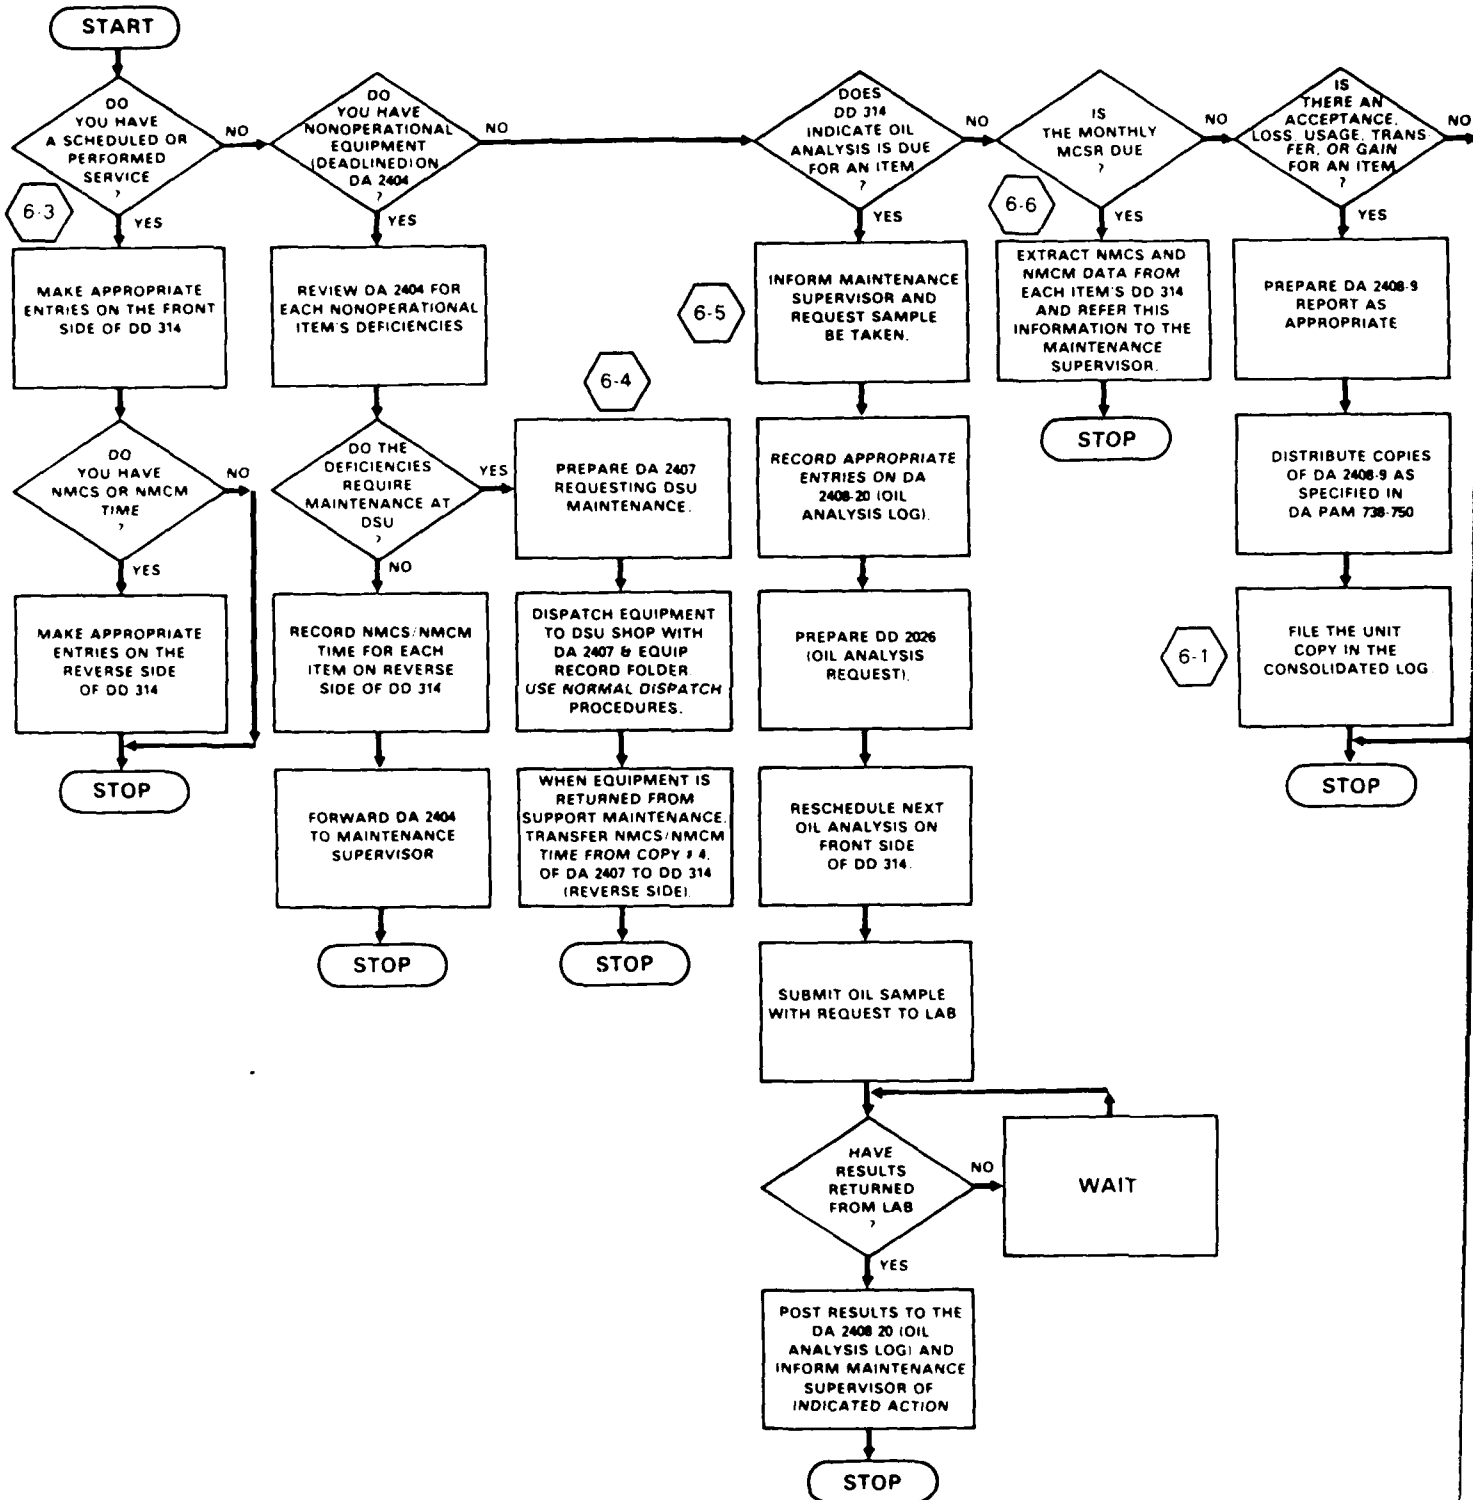 START
DO
YOU HAVE
A SCHEDULED OR
PERFORMED
SERVICE
?
NO
YES
6-3
MAKE APPROPRIATE
ENTRIES ON THE FRONT
SIDE OF DD 314
DO
YOU HAVE
NMCS OR NMCM
TIME
?
NO
YES
MAKE APPROPRIATE
ENTRIES ON THE
REVERSE SIDE
OF DD 314
STOP
DO
YOU HAVE
NONOPERATIONAL
EQUIPMENT
(DEADLINED)ON
DA 2404
?
NO
YES
REVIEW DA 2404 FOR
EACH NONOPERATIONAL
ITEM'S DEFICIENCIES
DO THE
DEFICIENCIES
REQUIRE
MAINTENANCE AT
DSU
?
YES
NO
RECORD NMCS/NMCM
TIME FOR EACH
ITEM ON REVERSE
SIDE OF DD 314
FORWARD DA 2404
TO MAINTENANCE
SUPERVISOR
STOP
6-4
PREPARE DA 2407
REQUESTING DSU
MAINTENANCE.
DISPATCH EQUIPMENT
TO DSU SHOP WITH
DA 2407 & EQUIP
RECORD FOLDER
USE NORMAL DISPATCH
PROCEDURES.
WHEN EQUIPMENT IS
RETURNED FROM
SUPPORT MAINTENANCE,
TRANSFER NMCS/NMCM
TIME FROM COPY # 4,
OF DA 2407 TO DD 314
(REVERSE SIDE).
STOP
DOES
DD 314
INDICATE OIL
ANALYSIS IS DUE
FOR AN ITEM
?
NO
YES
6-5
INFORM MAINTENANCE
SUPERVISOR AND
REQUEST SAMPLE
BE TAKEN.
RECORD APPROPRIATE
ENTRIES ON DA
2408-20 (OIL
ANALYSIS LOG).
PREPARE DD 2026
(OIL ANALYSIS
REQUEST).
RESCHEDULE NEXT
OIL ANALYSIS ON
FRONT SIDE
OF DD 314.
SUBMIT OIL SAMPLE
WITH REQUEST TO LAB
HAVE
RESULTS
RETURNED
FROM LAB
?
NO
WAIT
YES
POST RESULTS TO THE
DA 2408 20 (OIL
ANALYSIS LOG) AND
INFORM MAINTENANCE
SUPERVISOR OF
INDICATED ACTION
STOP
IS
THE MONTHLY
MCSR DUE
?
NO
YES
6-6
EXTRACT NMCS AND
NMCM DATA FROM
EACH ITEM'S DD 314
AND REFER THIS
INFORMATION TO THE
MAINTENANCE
SUPERVISOR.
STOP
IS
THERE AN
ACCEPTANCE,
LOSS, USAGE, TRANS-
FER, OR GAIN
FOR AN ITEM
?
NO
YES
PREPARE DA 2408-9
REPORT AS
APPROPRIATE
DISTRIBUTE COPIES
OF DA 2408-9 AS
SPECIFIED IN
DA PAM 738-750
6-1
FILE THE UNIT
COPY IN THE
CONSOLIDATED LOG
STOP